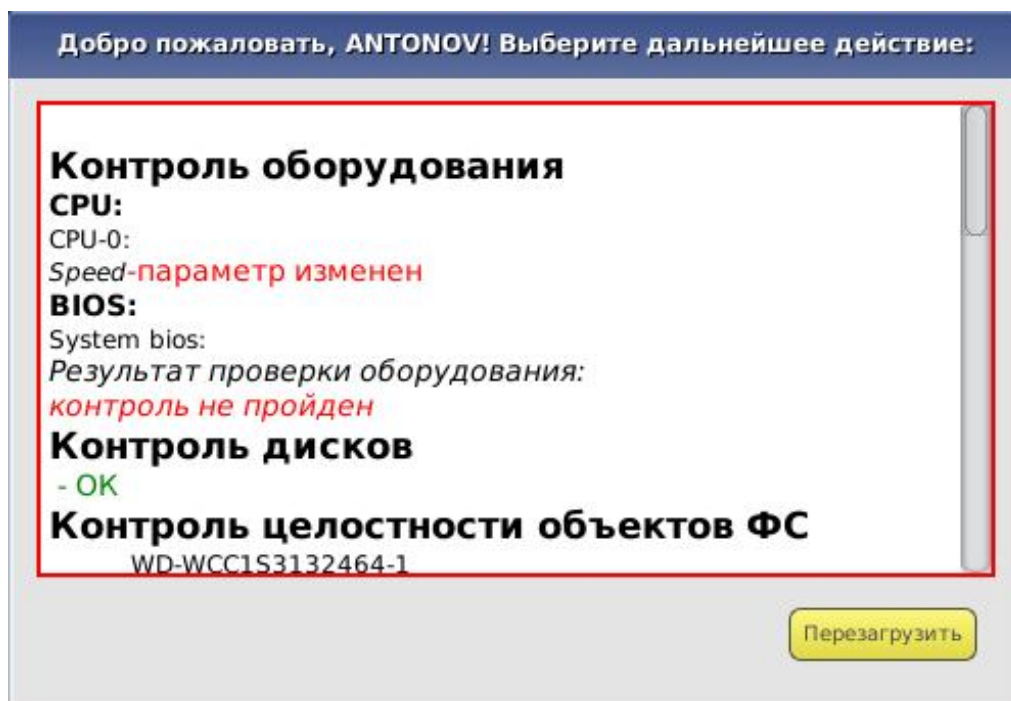 Добро пожаловать, ANTONOV! Выберите дальнейшее действие:
Контроль оборудования
CPU:
CPU-0:
Speed-параметр изменен
BIOS:
System bios:
Результат проверки оборудования:
контроль не пройден
Контроль дисков
- ОК
Контроль целостности объектов ФС
WD-WCC1S3132464-1
Перезагрузить